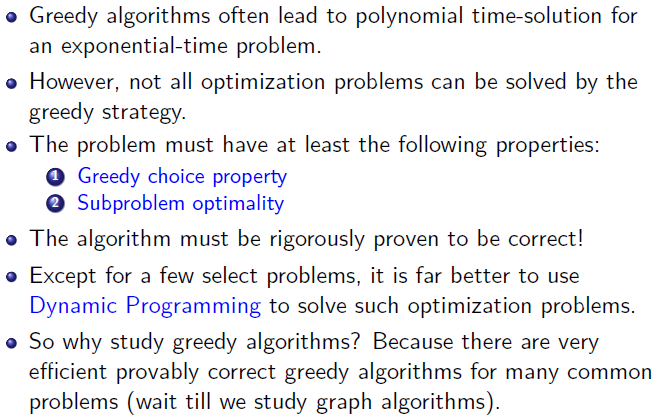 Greedy algorithms often lead to polynomial time-solution for
an exponential-time problem.
However, not all optimization problems can be solved by the
greedy strategy.
The problem must have at least the following properties:
1 Greedy choice property
2 Subproblem optimality
The algorithm must be rigorously proven to be correct!
Except for a few select problems, it is far better to use
Dynamic Programming to solve such optimization problems.
So why study greedy algorithms? Because there are very
efficient provably correct greedy algorithms for many common
problems (wait till we study graph algorithms).